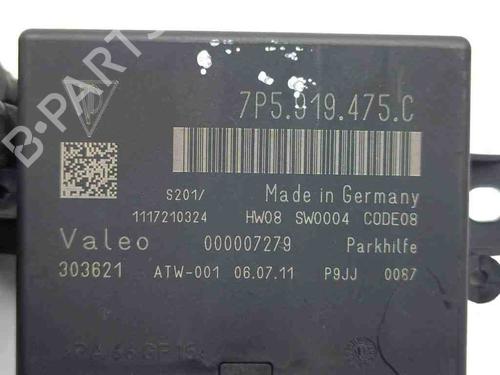 B-PARTS
7P5.919.475.C
S201/ Made in Germany
1117210324 HW08 SW0004 CODE08
Valeo 000007279 Parkhilfe
303621 ATW-001 06.07.11 P9JJ 0087